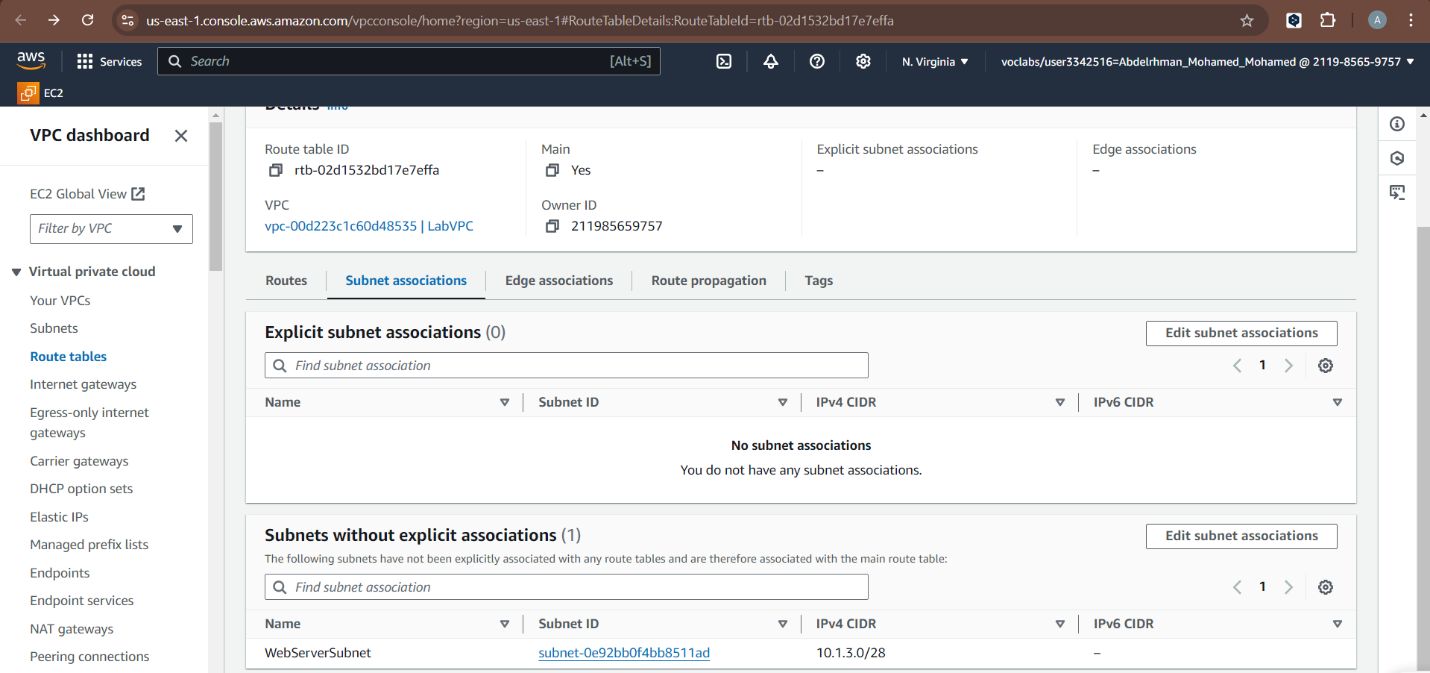 us-east-1.console.aws.amazon.com/vpcconsole/home?region=us-east-1#RouteTableDetails:RouteTableId=rtb-02d1532bd17e7effa
A
aws
Services
Search
[Alt+S]
N. Virginia
voclabs/user3342516=Abdelrhman_Mohamed_Mohamed @ 2119-8565-9757
EC2
VPC dashboard
EC2 Global View
Filter by VPC
Virtual private cloud
Your VPCs
Subnets
Route tables
Internet gateways
Egress-only internet
gateways
Carrier gateways
DHCP option sets
Elastic IPs
Managed prefix lists
Endpoints
Endpoint services
NAT gateways
Peering connections
Details Info
Route table ID
rtb-02d1532bd17e7effa
Main
Yes
Explicit subnet associations
–
Edge associations
–
VPC
vpc-00d223c1c60d48535 | LabVPC
Owner ID
211985659757
Routes
Subnet associations
Edge associations
Route propagation
Tags
Explicit subnet associations (0)
Edit subnet associations
Find subnet association
1
Name
Subnet ID
IPv4 CIDR
IPv6 CIDR
No subnet associations
You do not have any subnet associations.
Subnets without explicit associations (1)
Edit subnet associations
The following subnets have not been explicitly associated with any route tables and are therefore associated with the main route table:
Find subnet association
1
Name
Subnet ID
IPv4 CIDR
IPv6 CIDR
WebServerSubnet
subnet-0e92bb0f4bb8511ad
10.1.3.0/28
–